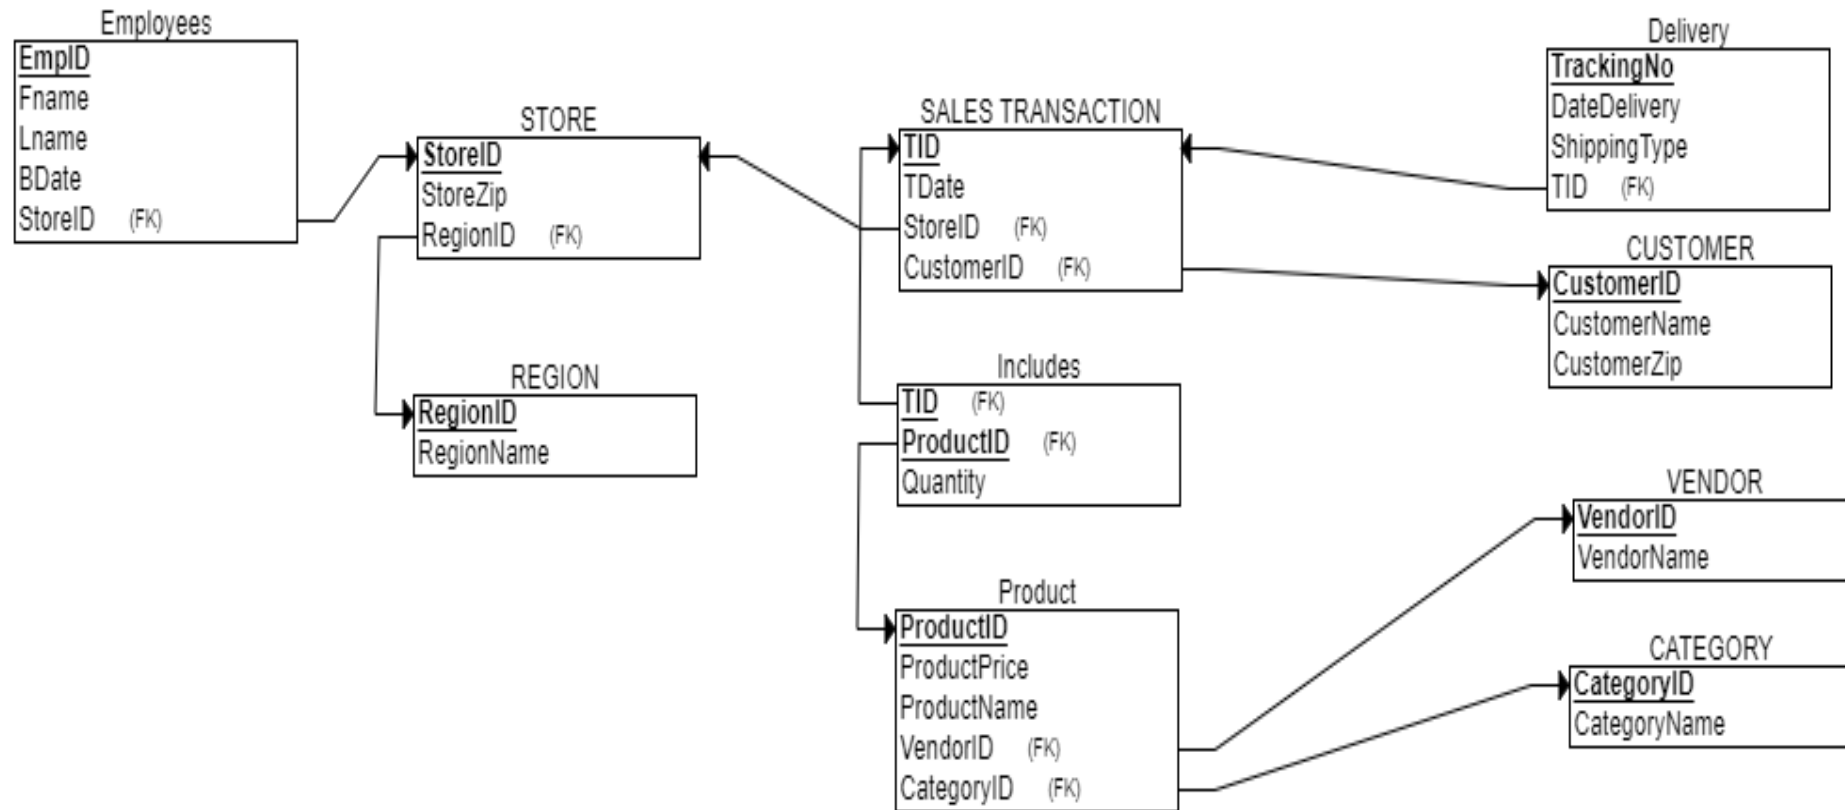 Employees
EmpID
Fname
Lname
BDate
StoreID (FK)
STORE
StoreID
StoreZip
RegionID (FK)
REGION
RegionID
RegionName
SALES TRANSACTION
TID
TDate
StoreID (FK)
CustomerID (FK)
Includes
TID (FK)
ProductID (FK)
Quantity
Product
ProductID
ProductPrice
ProductName
VendorID (FK)
CategoryID (FK)
Delivery
TrackingNo
DateDelivery
ShippingType
TID (FK)
CUSTOMER
CustomerID
CustomerName
CustomerZip
VENDOR
VendorID
VendorName
CATEGORY
CategoryID
CategoryName